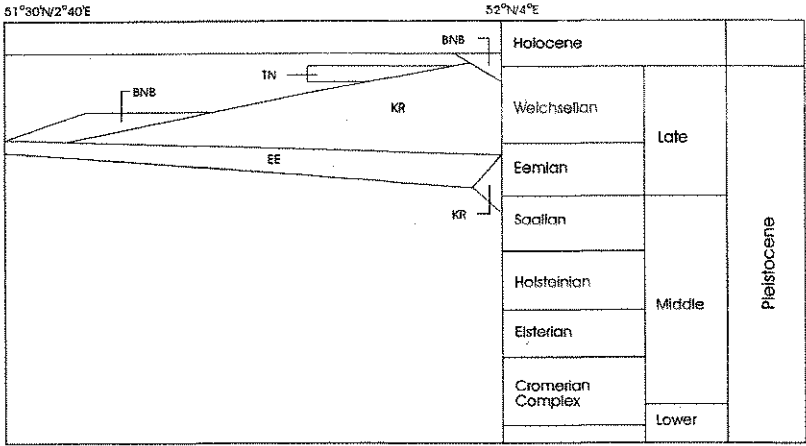 51°30'N/2°40'E
52°N/4°E
BNB
Holocene
TN
BNB
KR
Weichselian
Late
EE
Eemian
KR
Saalian
Pleistocene
Holsteinian
Middle
Elsterian
Cromerian
Complex
Lower